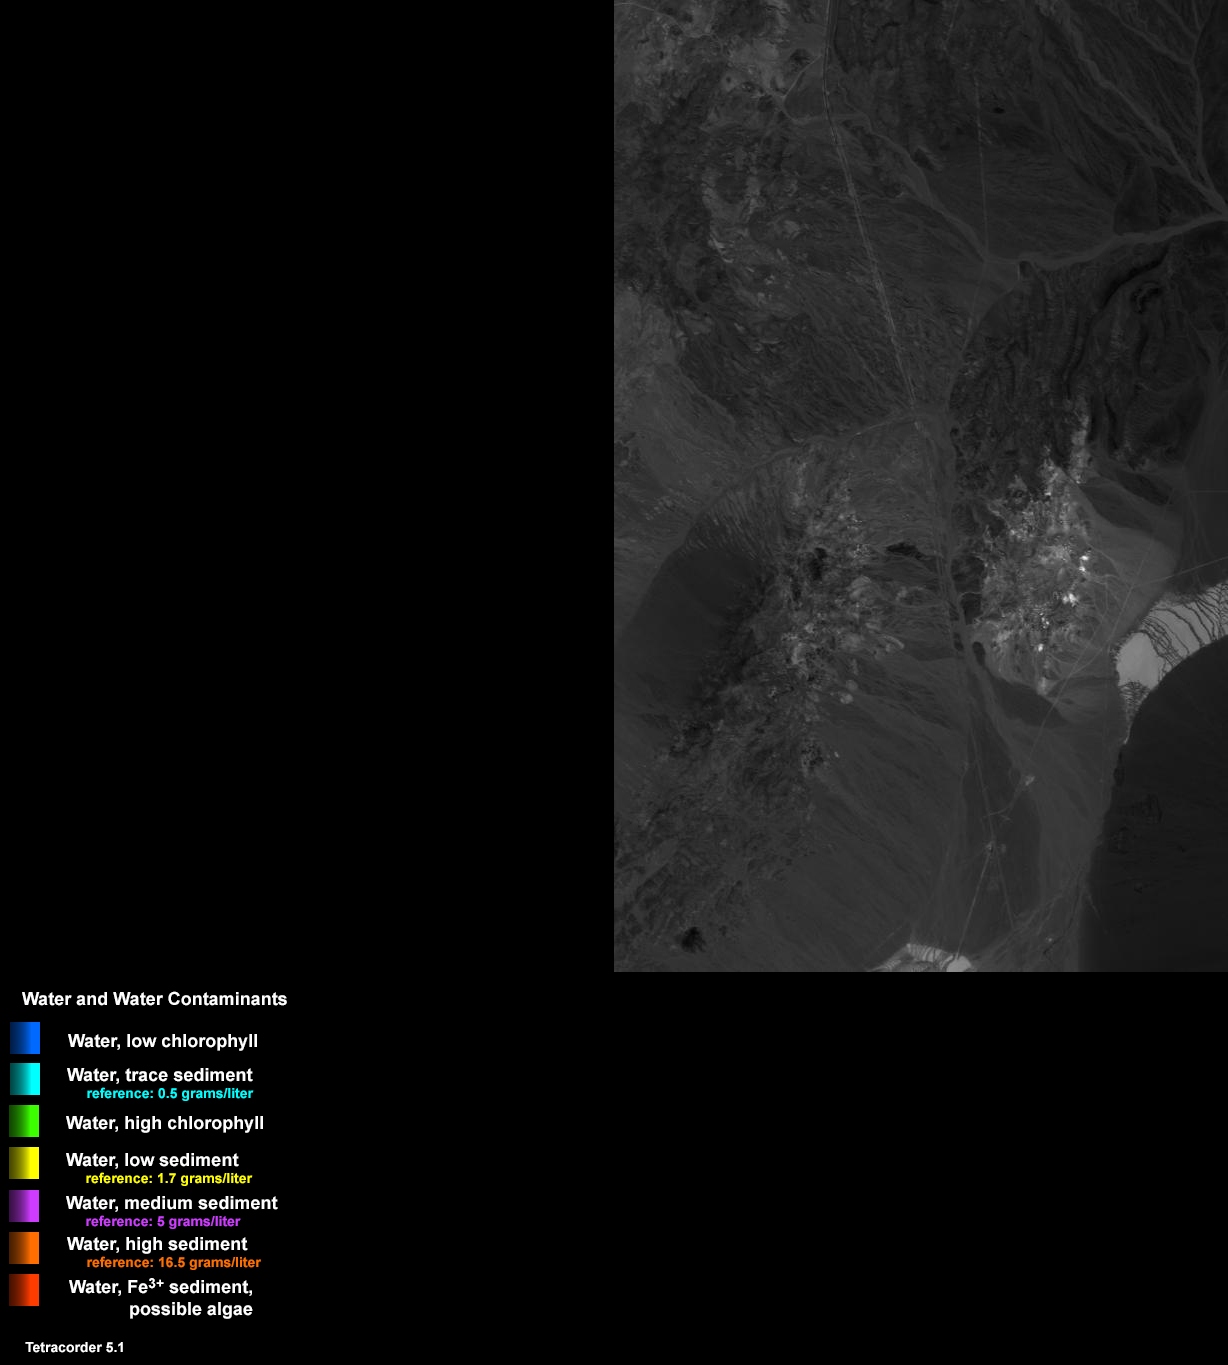 Water and Water Contaminants
Water, low chlorophyll
Water, trace sediment
reference: 0.5 grams/liter
Water, high chlorophyll
Water, low sediment
reference: 1.7 grams/liter
Water, medium sediment
reference: 5 grams/liter
Water, high sediment
reference: 16.5 grams/liter
Water, Fe³⁺ sediment,
possible algae
Tetracorder 5.1